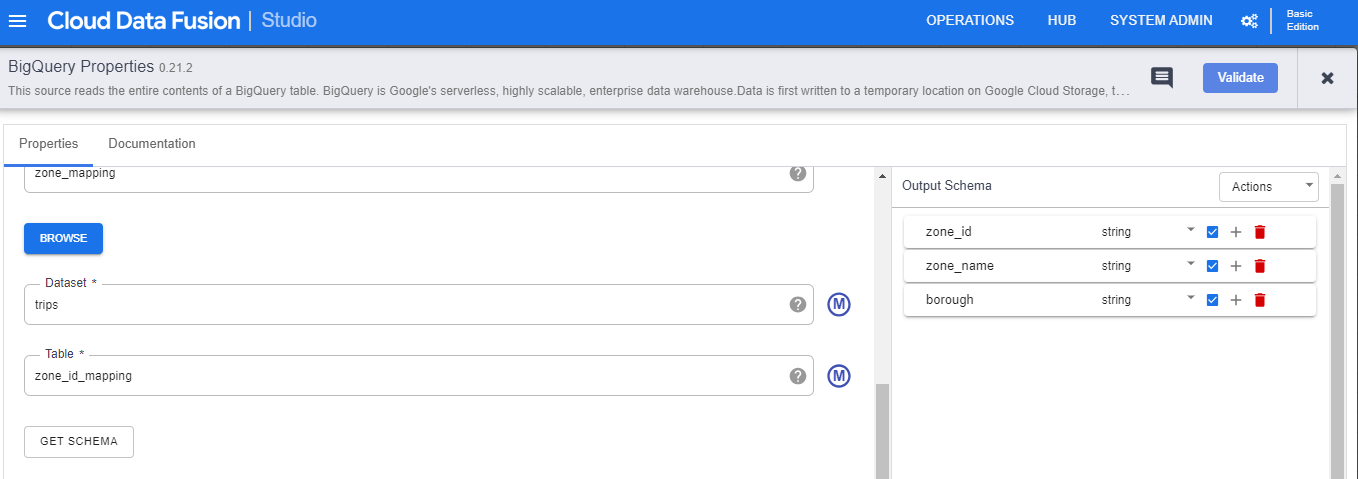 Cloud Data Fusion | Studio
OPERATIONS HUB SYSTEM ADMIN Basic Edition
BigQuery Properties 0.21.2
This source reads the entire contents of a BigQuery table. BigQuery is Google's serverless, highly scalable, enterprise data warehouse.Data is first written to a temporary location on Google Cloud Storage, t...
Validate
Properties Documentation
zone_mapping
BROWSE
Dataset *
trips
M
Table *
zone_id_mapping
M
GET SCHEMA
Output Schema
Actions
zone_id string
zone_name string
borough string